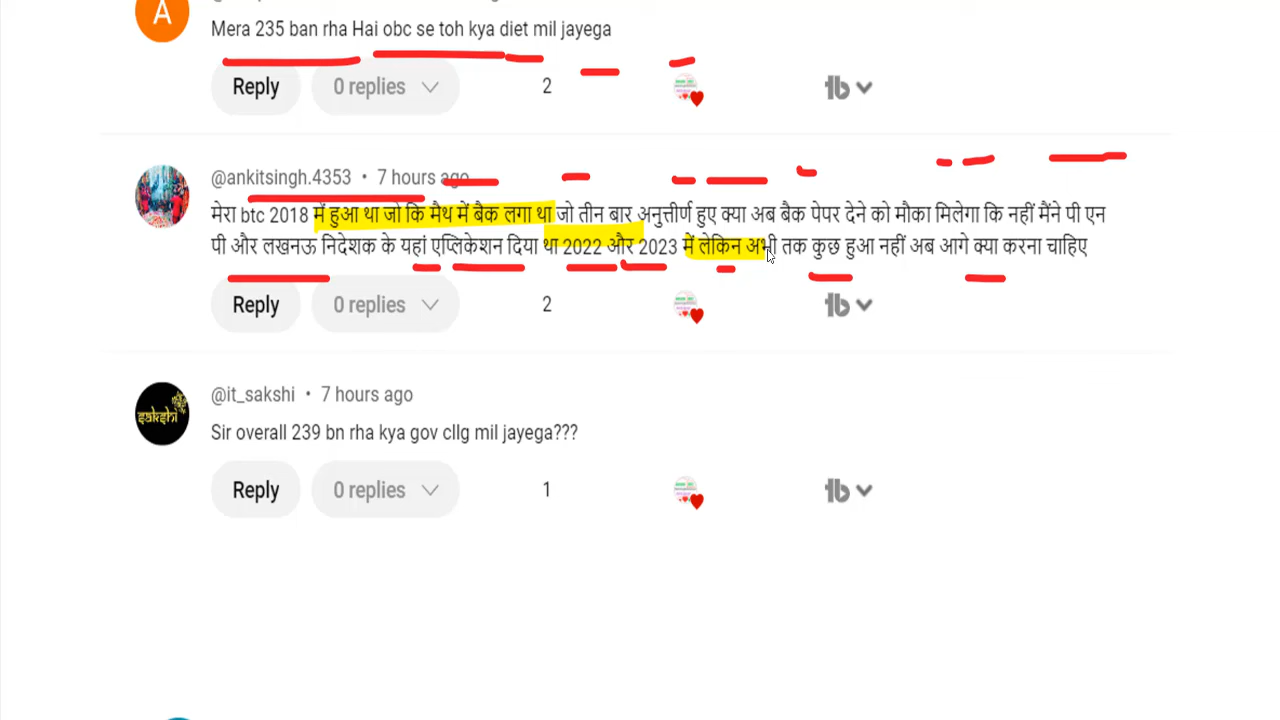 A
Mera 235 ban rha Hai obc se toh kya diet mil jayega
Reply 0 replies 2
@ankitsingh.4353 • 7 hours ago
मेरा btc 2018 में हुआ था जो कि मैथ में बैक लगा था जो तीन बार अनुत्तीर्ण हुए क्या अब बैक पेपर देने को मौका मिलेगा कि नहीं मैंने पी एन
पी और लखनऊ निदेशक के यहां एप्लिकेशन दिया था 2022 और 2023 में लेकिन अभी तक कुछ हुआ नहीं अब आगे क्या करना चाहिए
Reply 0 replies 2
@it_sakshi • 7 hours ago
sakshi
Sir overall 239 bn rha kya gov cllg mil jayega???
Reply 0 replies 1